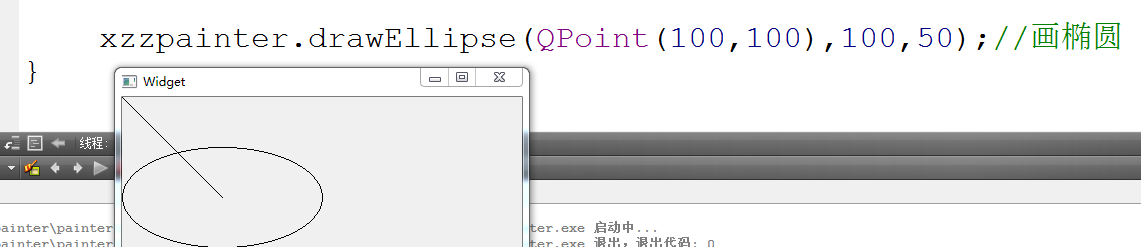 xzzpainter.drawEllipse(QPoint(100,100),100,50);//画椭圆
}
Widget
线程:
painter\painter
ter.exe 启动中...
painter\painter
ter.exe 退出，退出代码: 0